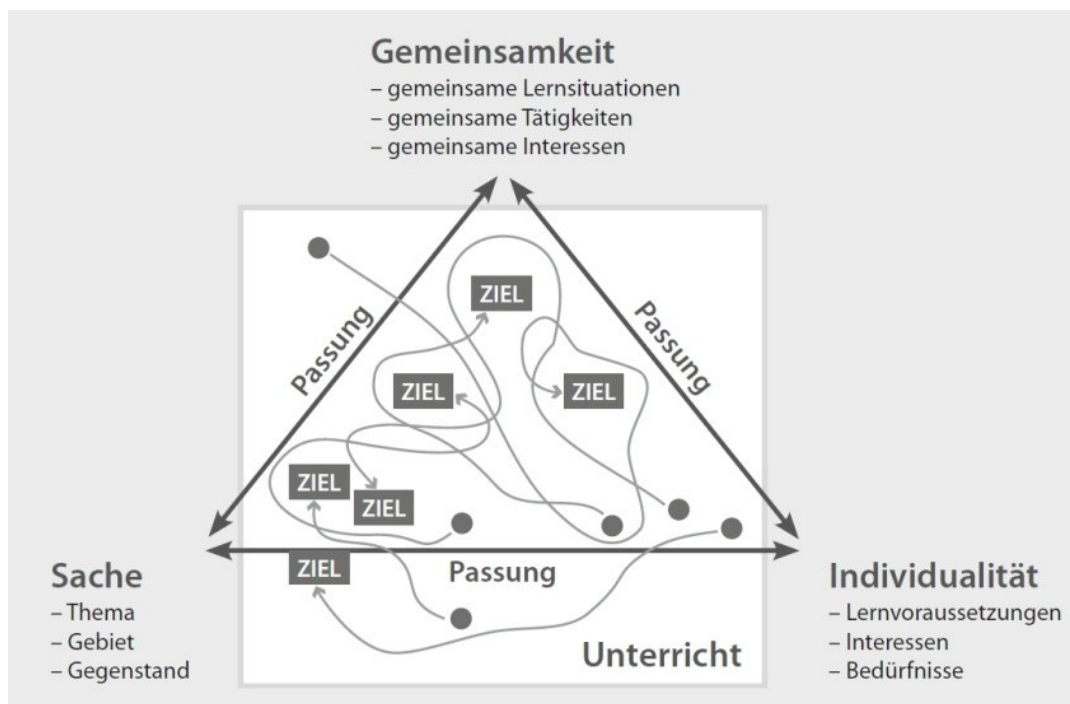 Gemeinsamkeit
– gemeinsame Lernsituationen
– gemeinsame Tätigkeiten
– gemeinsame Interessen
ZIEL
Passung
Passung
ZIEL
ZIEL
ZIEL
ZIEL
ZIEL
Passung
Sache
– Thema
– Gebiet
– Gegenstand
Individualität
– Lernvoraussetzungen
– Interessen
– Bedürfnisse
Unterricht